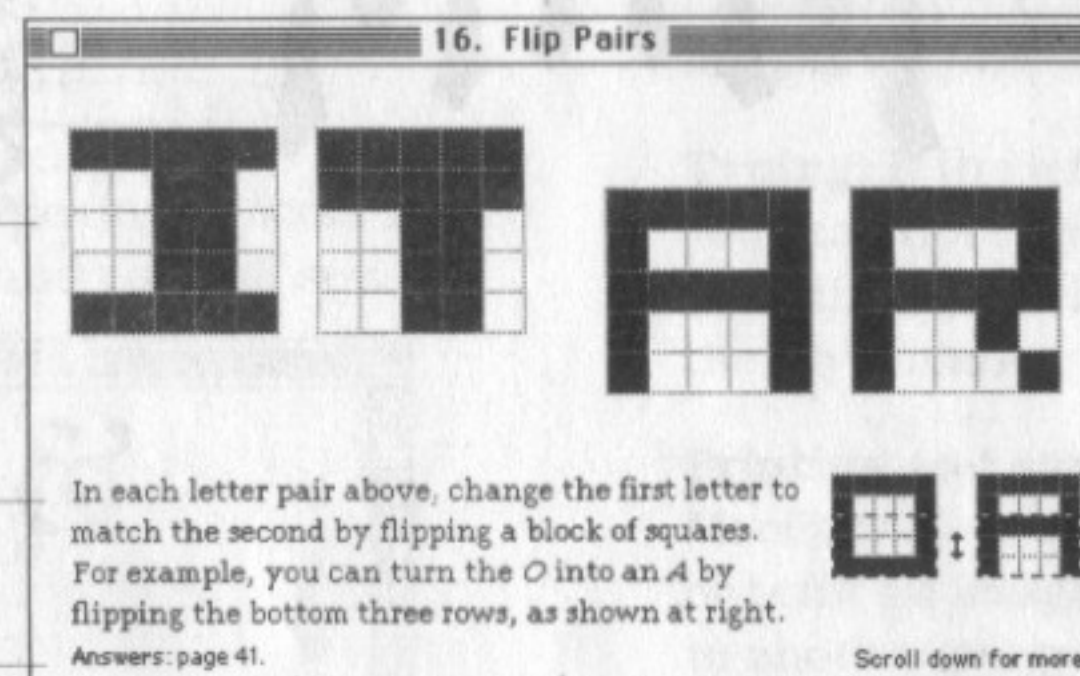 16. Flip Pairs
In each letter pair above, change the first letter to
match the second by flipping a block of squares.
For example, you can turn the O into an A by
flipping the bottom three rows, as shown at right.
Answers: page 41.
Scroll down for more